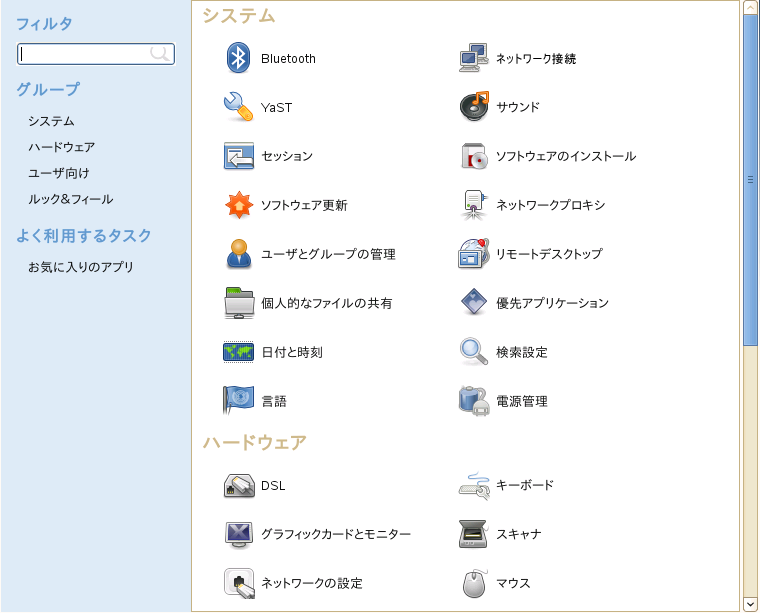 フィルタ
グループ
システム
ハードウェア
ユーザ向け
ルック&フィール
よく利用するタスク
お気に入りのアプリ
システム
Bluetooth
ネットワーク接続
YaST
サウンド
セッション
ソフトウェアのインストール
ソフトウェア更新
ネットワークプロキシ
ユーザとグループの管理
リモートデスクトップ
個人的なファイルの共有
優先アプリケーション
日付と時刻
検索設定
言語
電源管理
ハードウェア
DSL
キーボード
グラフィックカードとモニター
スキャナ
ネットワークの設定
マウス